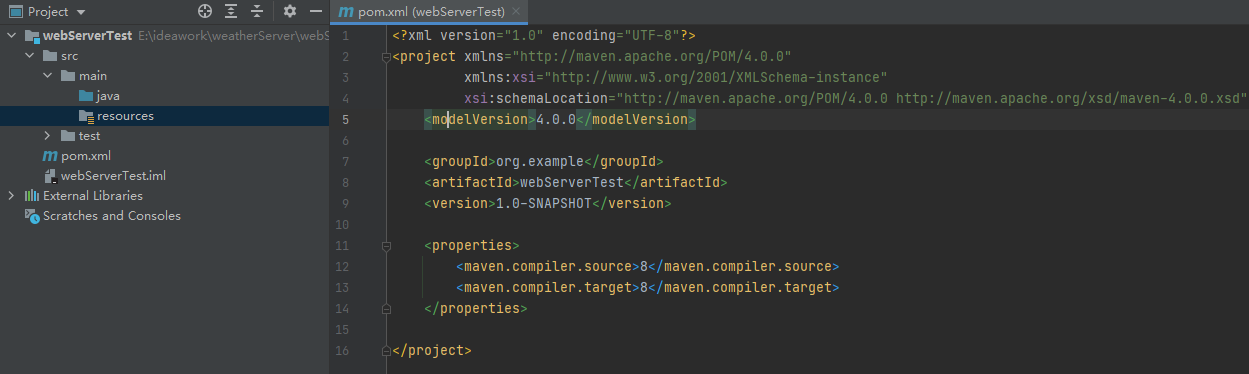 Project
webServerTest E:\ideawork\weatherServer\webS
src
main
java
resources
test
pom.xml
webServerTest.iml
External Libraries
Scratches and Consoles
pom.xml (webServerTest)
1 <?xml version="1.0" encoding="UTF-8"?>
2 <project xmlns="http://maven.apache.org/POM/4.0.0"
3 xmlns:xsi="http://www.w3.org/2001/XMLSchema-instance"
4 xsi:schemaLocation="http://maven.apache.org/POM/4.0.0 http://maven.apache.org/xsd/maven-4.0.0.xsd"
5 <modelVersion>4.0.0</modelVersion>
6
7 <groupId>org.example</groupId>
8 <artifactId>webServerTest</artifactId>
9 <version>1.0-SNAPSHOT</version>
10
11 <properties>
12 <maven.compiler.source>8</maven.compiler.source>
13 <maven.compiler.target>8</maven.compiler.target>
14 </properties>
15
16 </project>